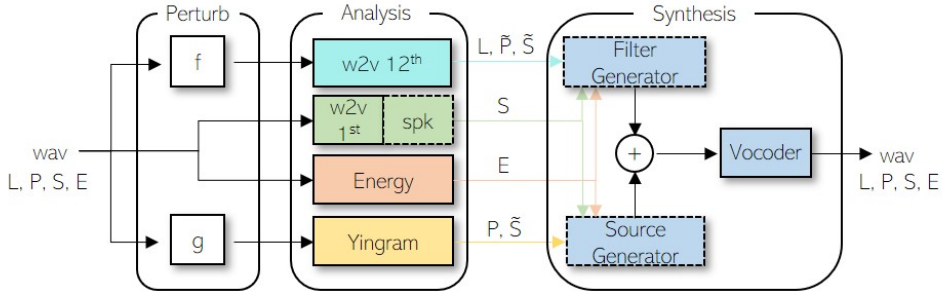 Perturb
Analysis
Synthesis
f
w2v 12th
L, P̃, S̃
Filter
Generator
w2v
1st
spk
S
wav
L, P, S, E
+
Vocoder
wav
L, P, S, E
Energy
E
g
Yingram
P, S̃
Source
Generator